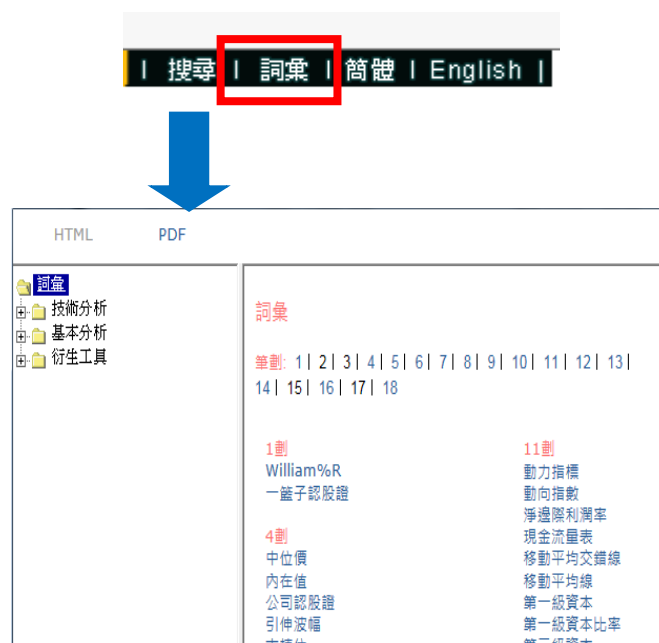 | 搜尋 | 詞彙 | 簡體 | English |
HTML PDF
詞彙
技術分析
基本分析
衍生工具
詞彙
筆劃: 1| 2| 3| 4| 5| 6| 7| 8| 9| 10| 11| 12| 13|
14| 15| 16| 17| 18
1劃
William%R
一籃子認股證
4劃
中位價
內在值
公司認股證
引伸波幅
11劃
動力指標
動向指數
淨邊際利潤率
現金流量表
移動平均交錯線
移動平均線
第一級資本
第一級資本比率